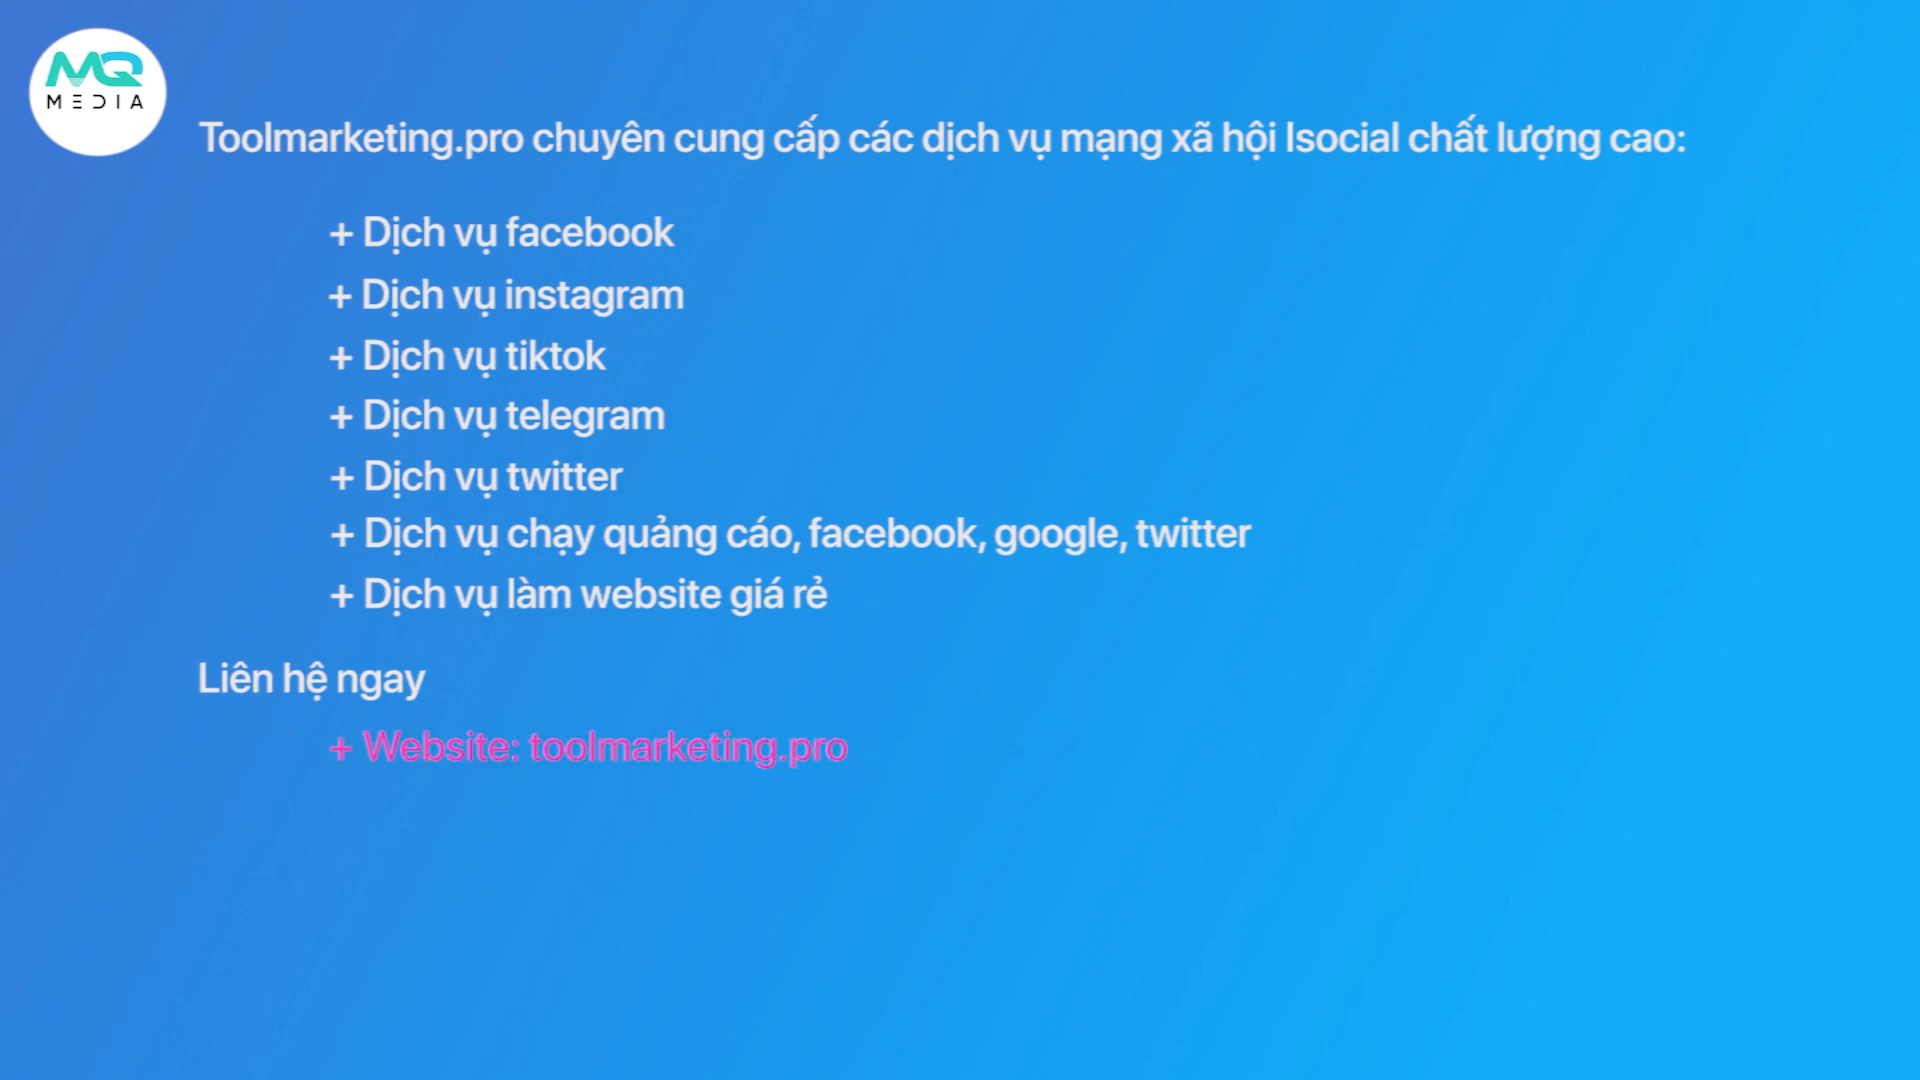 MQ
MEDIA
Toolmarketing.pro chuyên cung cấp các dịch vụ mạng xã hội Isocial chất lượng cao:
+ Dịch vụ facebook
+ Dịch vụ instagram
+ Dịch vụ tiktok
+ Dịch vụ telegram
+ Dịch vụ twitter
+ Dịch vụ chạy quảng cáo, facebook, google, twitter
+ Dịch vụ làm website giá rẻ
Liên hệ ngay
+ Website: toolmarketing.pro